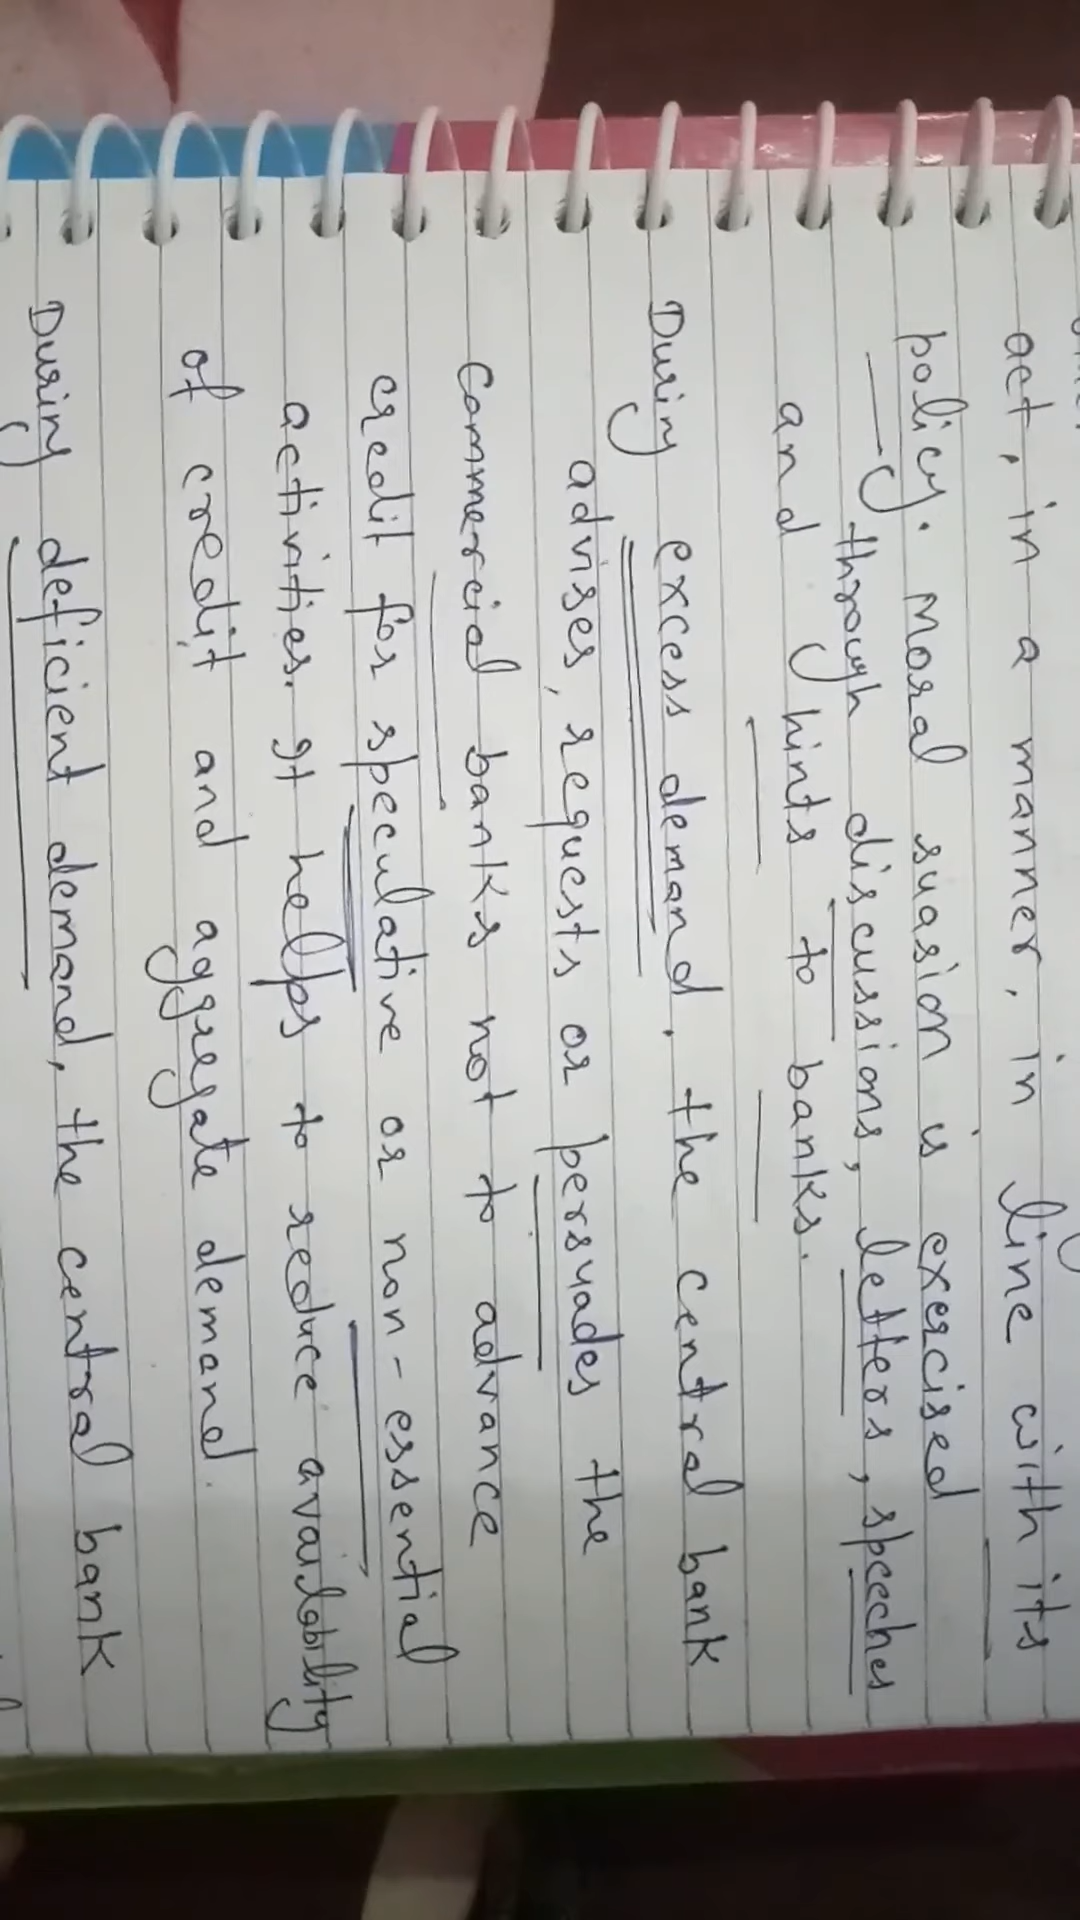 act, in a manner, in line with its
policy. Moral suasion is exercised
through discussions, letters, speeches
and hints to banks.
During excess demand, the central bank
advises, requests or persuades the
commercial banks not to advance
credit for speculative or non-essential
activities. It helps to reduce availability
of credit and aggregate demand.
During deficient demand, the central bank